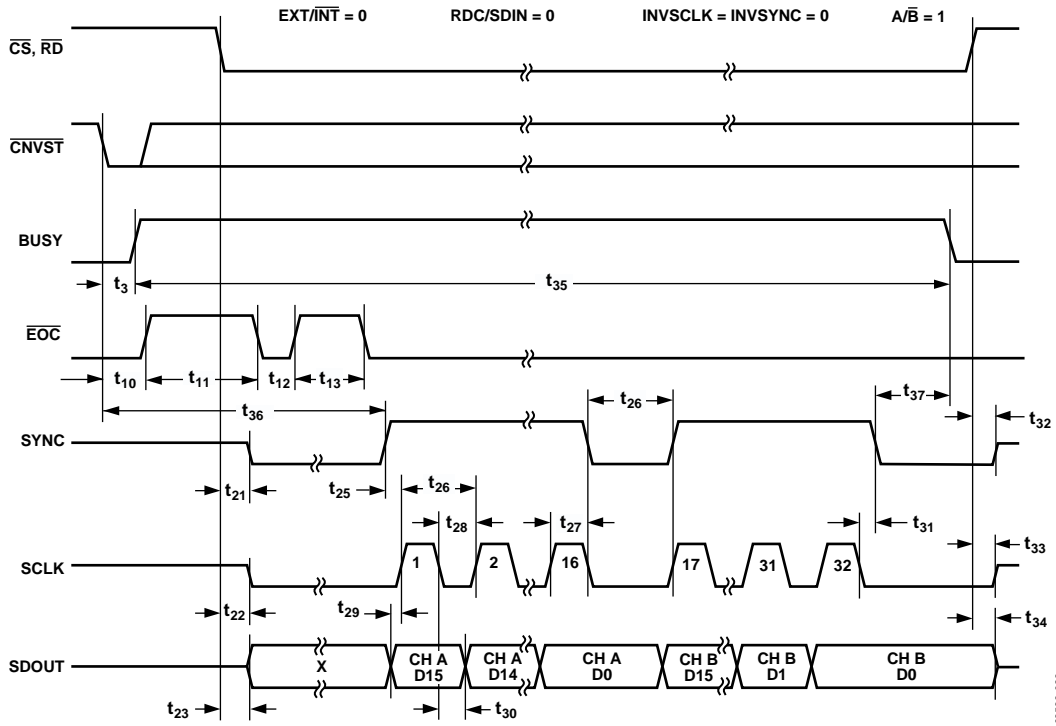 EXT/INT = 0 RDC/SDIN = 0 INVSCLK = INVSYNC = 0 A/B = 1
CS, RD
CNVST
BUSY
t3 t35
EOC
t10 t11 t12 t13
t36 t26 t37
t32
SYNC
t21 t25 t26
t28 t27 t31
t33
SCLK 1 2 16 17 31 32
t22 t29 t34
SDOUT X CH A D15 CH A D14 CH A D0 CH B D15 CH B D1 CH B D0
t23 t30